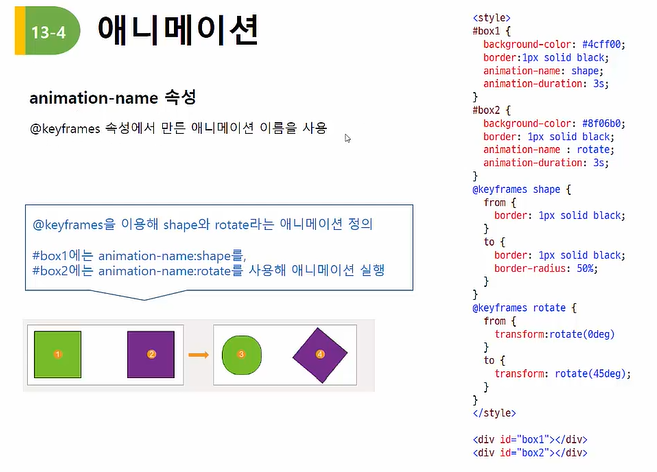 13-4 애니메이션
animation-name 속성
@keyframes 속성에서 만든 애니메이션 이름을 사용
@keyframes을 이용해 shape와 rotate라는 애니메이션 정의
#box1에는 animation-name:shape를,
#box2에는 animation-name:rotate를 사용해 애니메이션 실행
1 2 3 4
<style>
#box1 {
background-color: #4cff00;
border:1px solid black;
animation-name: shape;
animation-duration: 3s;
}
#box2 {
background-color: #8f06b0;
border: 1px solid black;
animation-name : rotate;
animation-duration: 3s;
}
@keyframes shape {
from {
border: 1px solid black;
}
to {
border: 1px solid black;
border-radius: 50%;
}
}
@keyframes rotate {
from {
transform:rotate(0deg)
}
to {
transform: rotate(45deg);
}
}
</style>
<div id="box1"></div>
<div id="box2"></div>